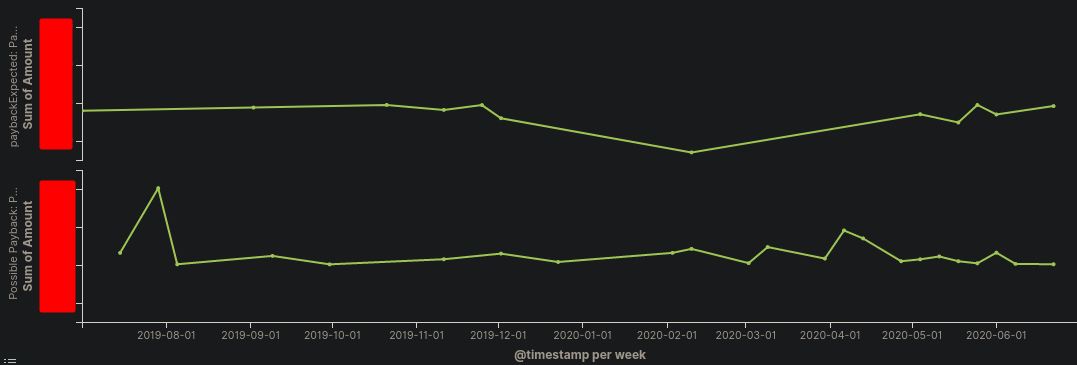 paybackExpected: Pa...
Sum of Amount
Possible Payback: P...
Sum of Amount
2019-08-01 2019-09-01 2019-10-01 2019-11-01 2019-12-01 2020-01-01 2020-02-01 2020-03-01 2020-04-01 2020-05-01 2020-06-01
@timestamp per week